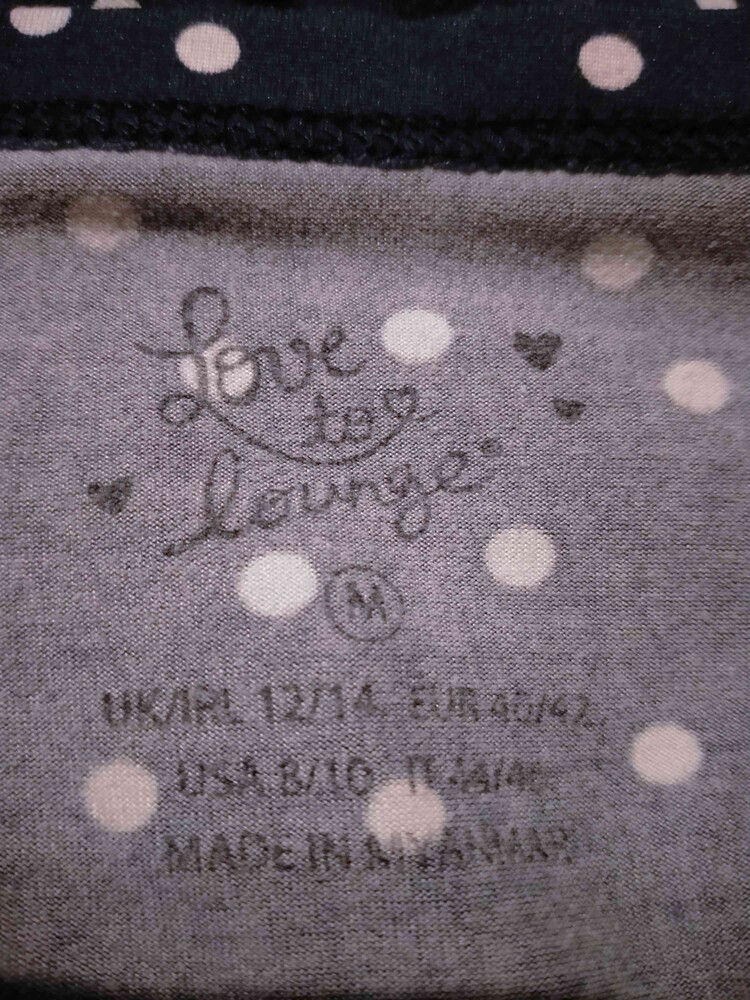 Love
to
lounge
M
UK/IRL 12/14 EUR 40/42
USA 8/10 IT 44/46
MADE IN MYANMAR